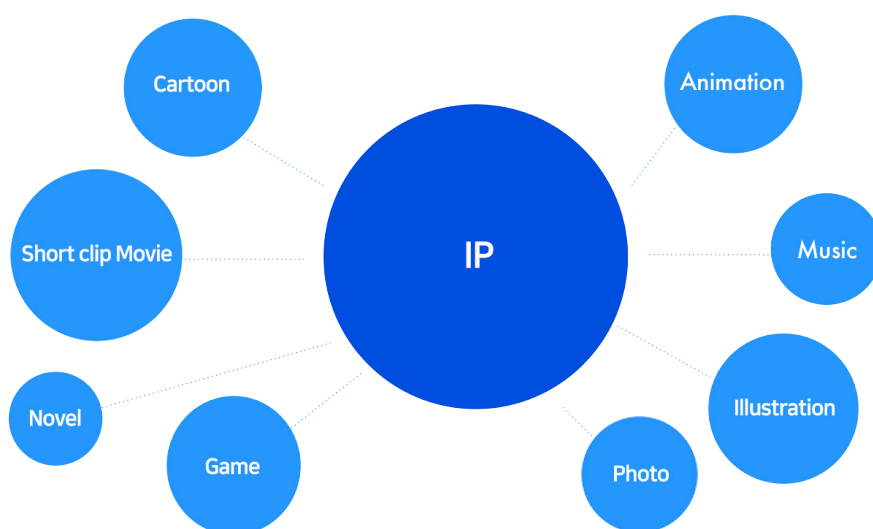 Cartoon
Animation
Short clip Movie
IP
Music
Novel
Game
Illustration
Photo